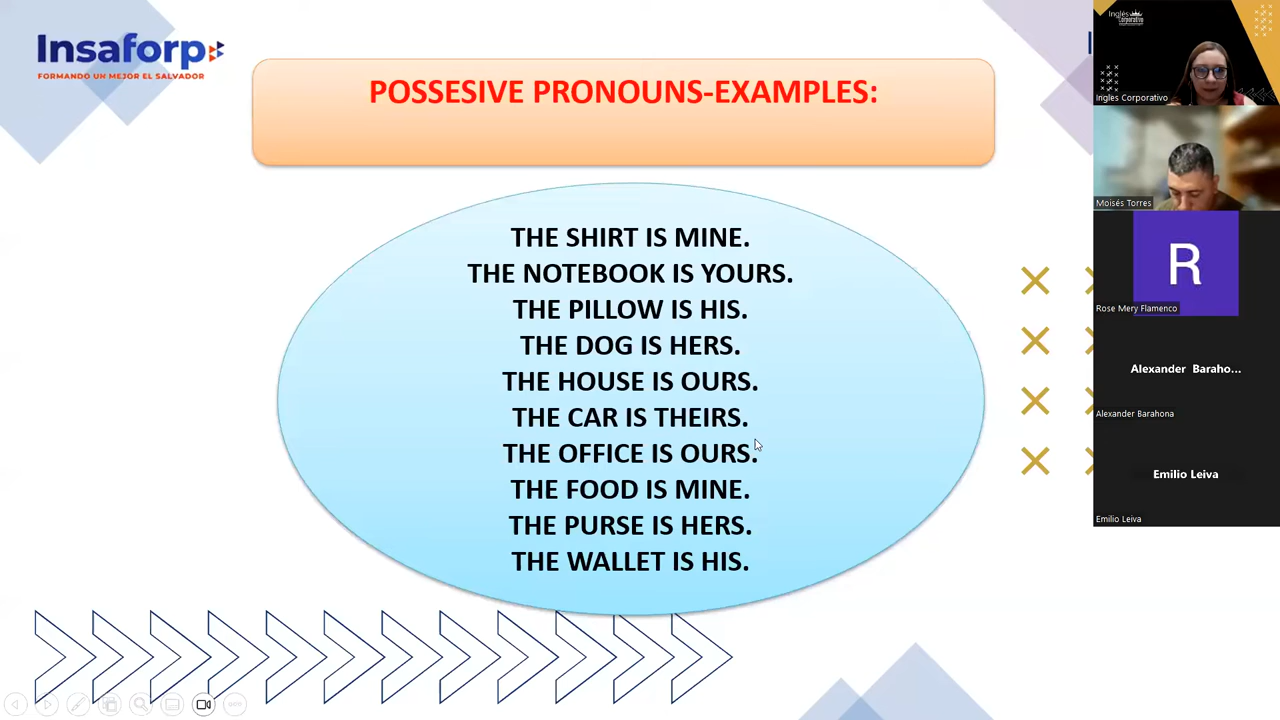 Insaforp
FORMANDO UN MEJOR EL SALVADOR
POSSESIVE PRONOUNS-EXAMPLES:
THE SHIRT IS MINE.
THE NOTEBOOK IS YOURS.
THE PILLOW IS HIS.
THE DOG IS HERS.
THE HOUSE IS OURS.
THE CAR IS THEIRS.
THE OFFICE IS OURS.
THE FOOD IS MINE.
THE PURSE IS HERS.
THE WALLET IS HIS.
Inglés
Corporativo
Ingles Corporativo
Moisés Torres
R
Rose Mery Flamenco
Alexander Baraho...
Alexander Barahona
Emilio Leiva
Emilio Leiva